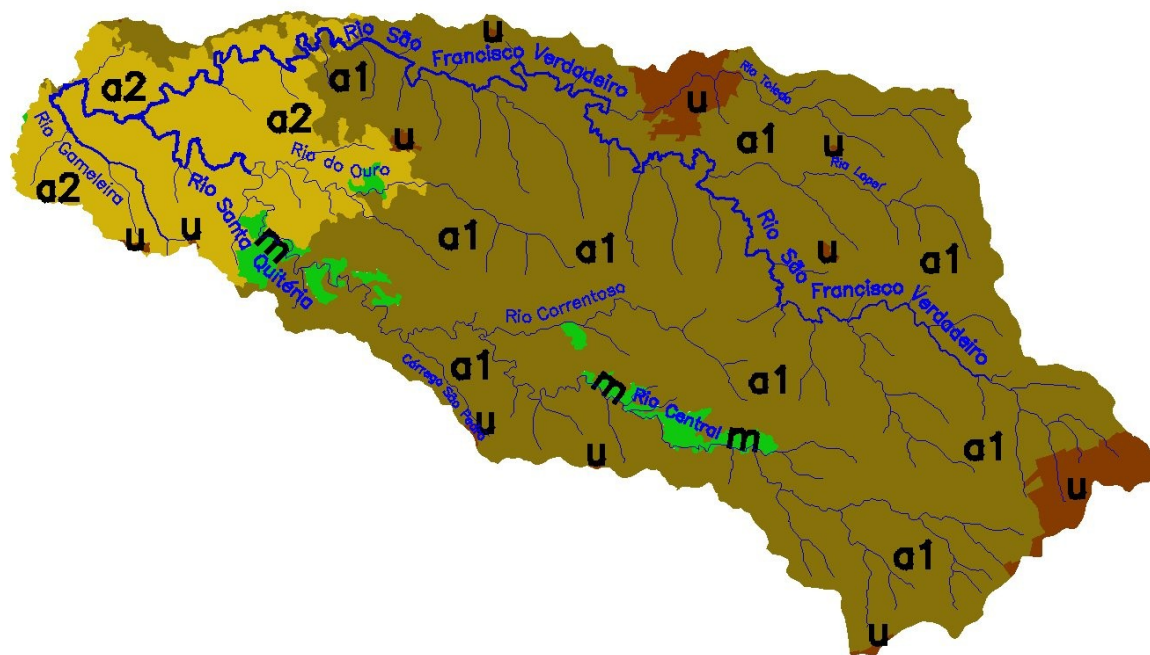 u
Rio São Francisco Verdadeiro
a2
a1
Rio Toledo
u
a2
u
a1
u
Rio Gameleira
Rio do Ouro
Rio Lopeí
a2
Rio Santa Quitéria
u
u
m
a1
a1
u
Rio São Francisco Verdadeiro
a1
Rio Correntoso
a1
Córrego São Pedro
a1
m
Rio Central
u
m
u
a1
u
a1
u